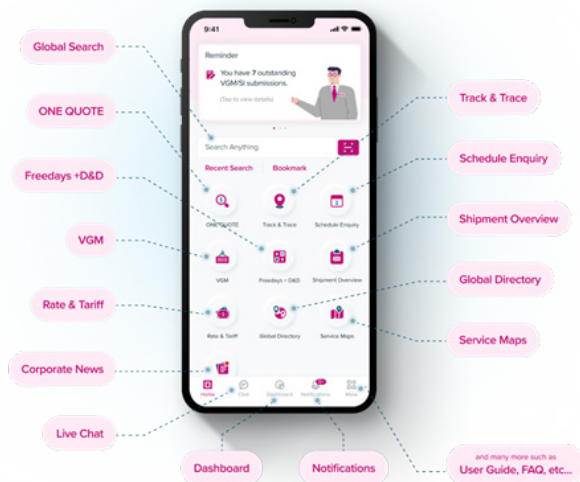 9:41
Global Search
Reminder
You have 7 outstanding
VGM/SI submissions.
(Tap to view details)
ONE QUOTE
Track & Trace
Search Anything
Recent Search
Bookmark
Schedule Enquiry
Freedays +D&D
ONE QUOTE
Track & Trace
Schedule Enquiry
Shipment Overview
VGM
VGM
Freedays + D&D
Shipment Overview
Global Directory
Rate & Tariff
Rate & Tariff
Global Directory
Service Maps
Service Maps
Corporate News
Home
Chat
Dashboard
Notifications
More
Live Chat
Dashboard
Notifications
and many more such as
User Guide, FAQ, etc...